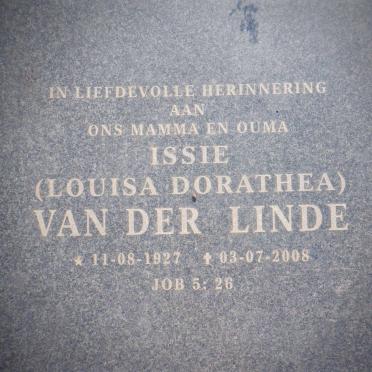 IN LIEFDEVOLLE HERINNERING
AAN
ONS MAMMA EN OUMA
ISSIE
(LOUISA DORATHEA)
VAN DER LINDE
★ 11-08-1927 ✝ 03-07-2008
JOB 5: 26